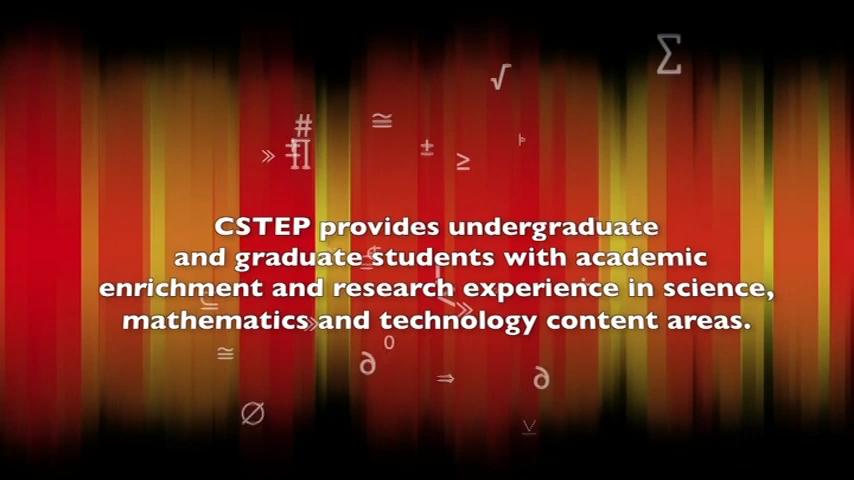 CSTEP provides undergraduate
and graduate students with academic
enrichment and research experience in science,
mathematics and technology content areas.